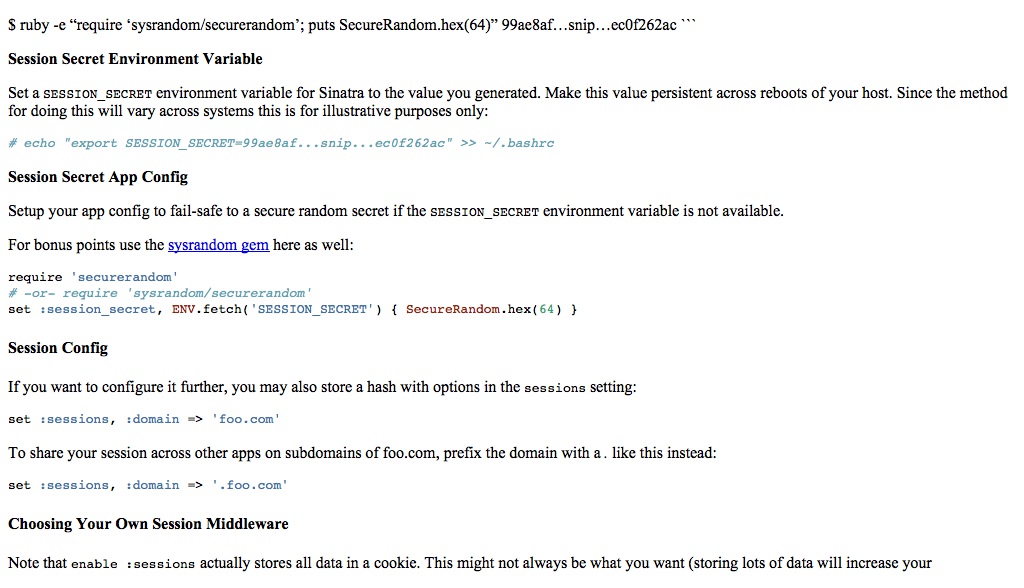 $ ruby -e “require ‘sysrandom/securerandom’; puts SecureRandom.hex(64)” 99ae8af...snip...ec0f262ac ```
Session Secret Environment Variable
Set a SESSION_SECRET environment variable for Sinatra to the value you generated. Make this value persistent across reboots of your host. Since the method
for doing this will vary across systems this is for illustrative purposes only:
# echo "export SESSION_SECRET=99ae8af...snip...ec0f262ac" >> ~/.bashrc
Session Secret App Config
Setup your app config to fail-safe to a secure random secret if the SESSION_SECRET environment variable is not available.
For bonus points use the sysrandom gem here as well:
require 'securerandom'
# -or- require 'sysrandom/securerandom'
set :session_secret, ENV.fetch('SESSION_SECRET') { SecureRandom.hex(64) }
Session Config
If you want to configure it further, you may also store a hash with options in the sessions setting:
set :sessions, :domain => 'foo.com'
To share your session across other apps on subdomains of foo.com, prefix the domain with a . like this instead:
set :sessions, :domain => '.foo.com'
Choosing Your Own Session Middleware
Note that enable :sessions actually stores all data in a cookie. This might not always be what you want (storing lots of data will increase your